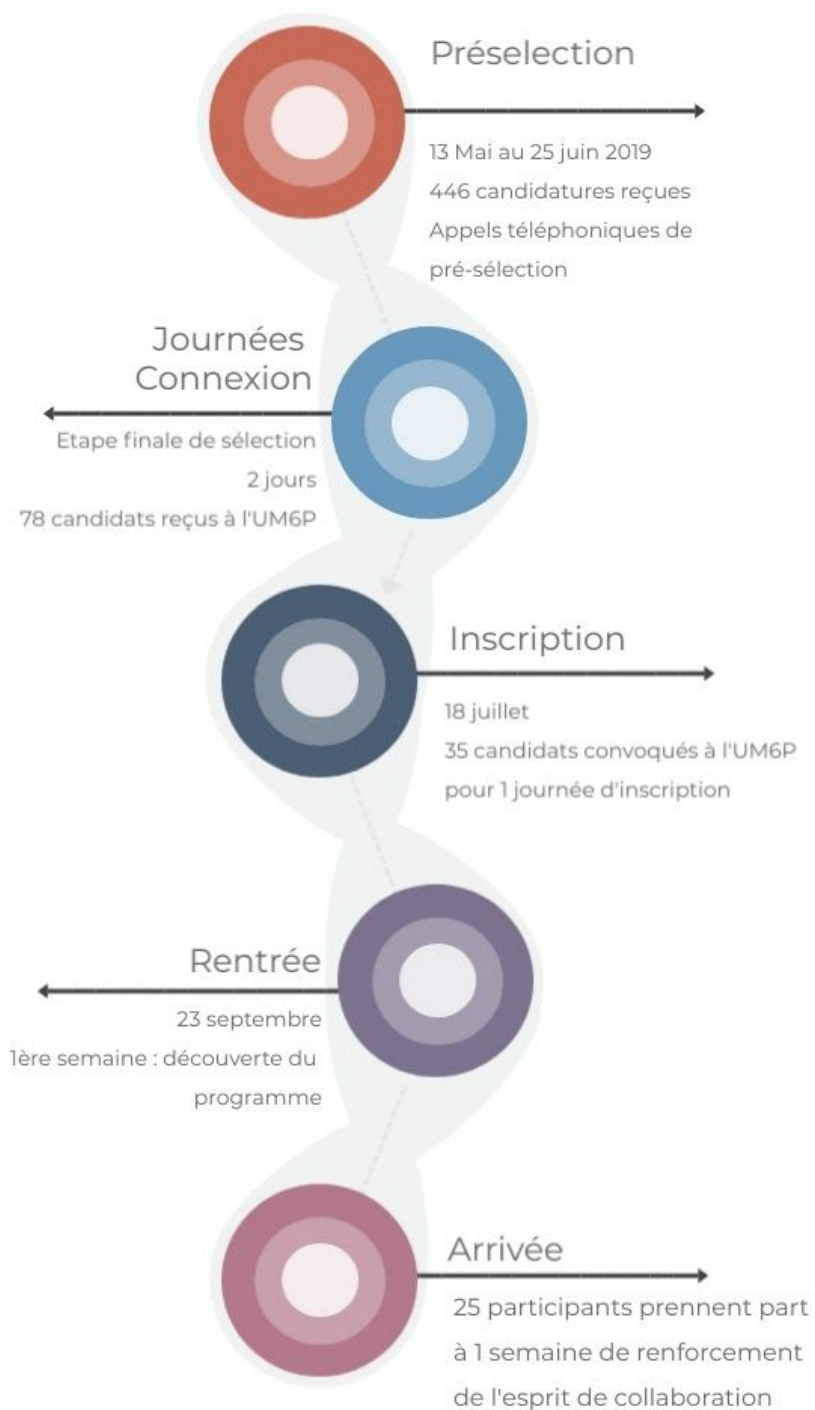 Préselection
13 Mai au 25 juin 2019
446 candidatures reçues
Appels téléphoniques de
pré-sélection
Journées
Connexion
Etape finale de sélection
2 jours
78 candidats reçus à l'UM6P
Inscription
18 juillet
35 candidats convoqués à l'UM6P
pour 1 journée d'inscription
Rentrée
23 septembre
1ère semaine : découverte du
programme
Arrivée
25 participants prennent part
à 1 semaine de renforcement
de l'esprit de collaboration